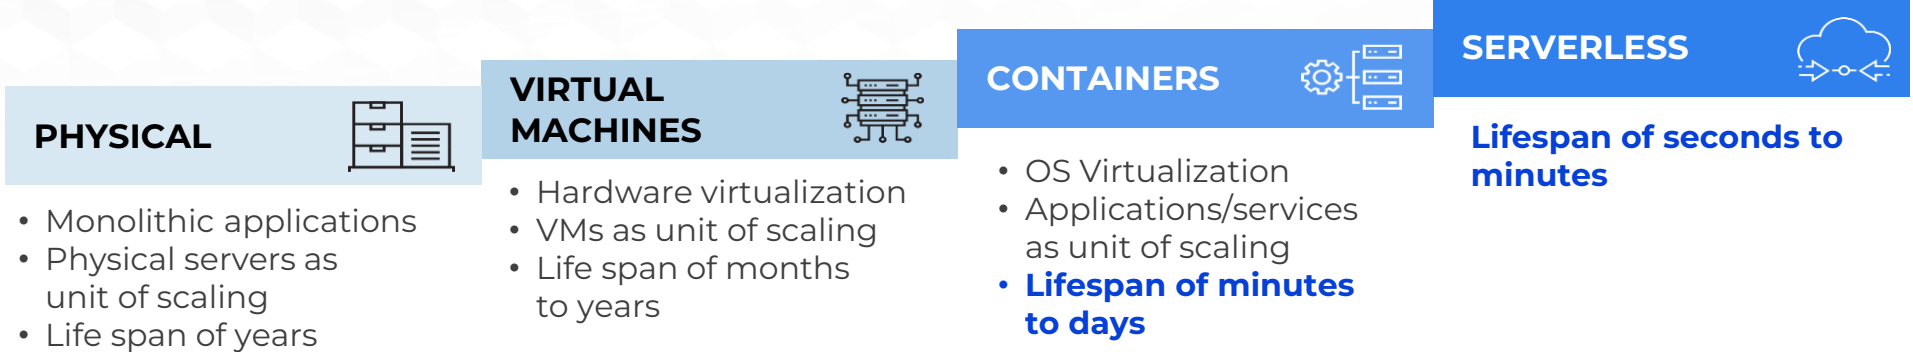 PHYSICAL
• Monolithic applications
• Physical servers as
unit of scaling
• Life span of years
VIRTUAL
MACHINES
• Hardware virtualization
• VMs as unit of scaling
• Life span of months
to years
CONTAINERS
• OS Virtualization
• Applications/services
as unit of scaling
• Lifespan of minutes
to days
SERVERLESS
Lifespan of seconds to
minutes